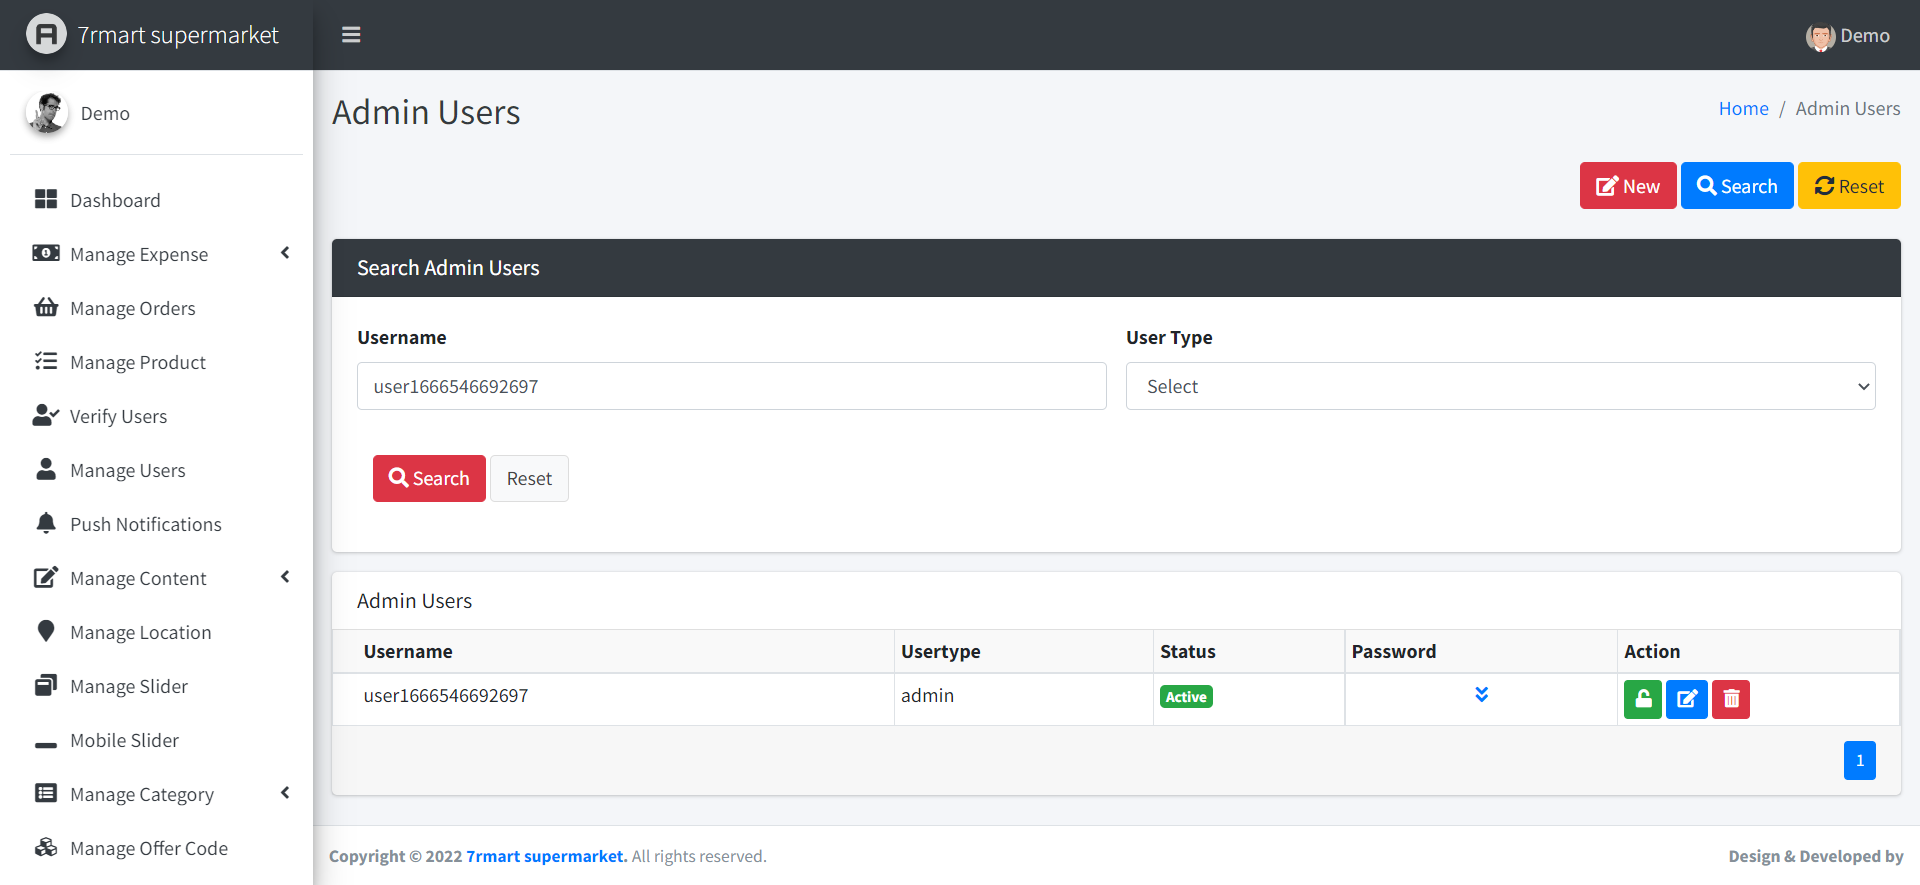 7rmart supermarket
Demo
Demo
Dashboard
Manage Expense
Manage Orders
Manage Product
Verify Users
Manage Users
Push Notifications
Manage Content
Manage Location
Manage Slider
Mobile Slider
Manage Category
Manage Offer Code
Admin Users
Home / Admin Users
New Search Reset
Search Admin Users
Username User Type
user1666546692697 Select
Search Reset
Admin Users
Username Usertype Status Password Action
user1666546692697 admin Active
1
Copyright © 2022 7rmart supermarket. All rights reserved. Design & Developed by